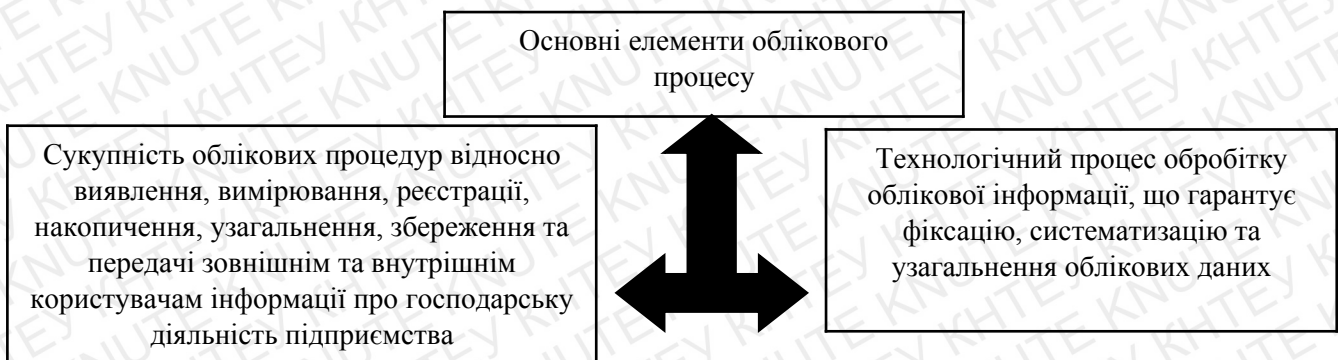 Основні елементи облікового
процесу
Сукупність облікових процедур відносно
виявлення, вимірювання, реєстрації,
накопичення, узагальнення, збереження та
передачі зовнішнім та внутрішнім
користувачам інформації про господарську
діяльність підприємства
Технологічний процес обробітку
облікової інформації, що гарантує
фіксацію, систематизацію та
узагальнення облікових даних